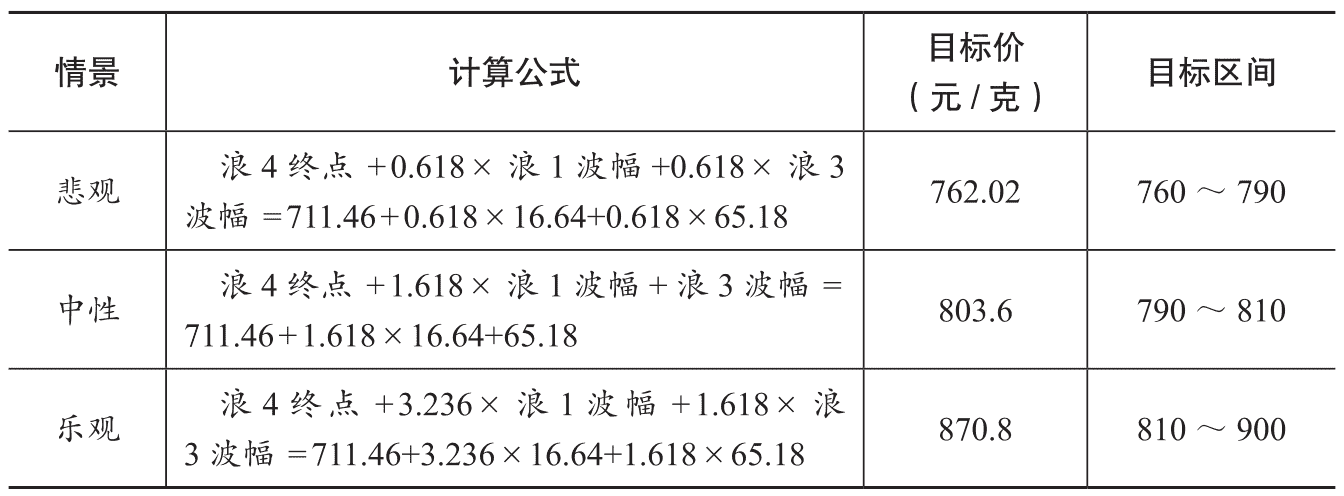 情景
计算公式
目标价
（元/克）
目标区间
悲观
浪4终点+0.618×浪1波幅+0.618×浪3
波幅=711.46+0.618×16.64+0.618×65.18
762.02
760～790
中性
浪4终点+1.618×浪1波幅+浪3波幅=
711.46+1.618×16.64+65.18
803.6
790～810
乐观
浪4终点+3.236×浪1波幅+1.618×浪
3波幅=711.46+3.236×16.64+1.618×65.18
870.8
810～900